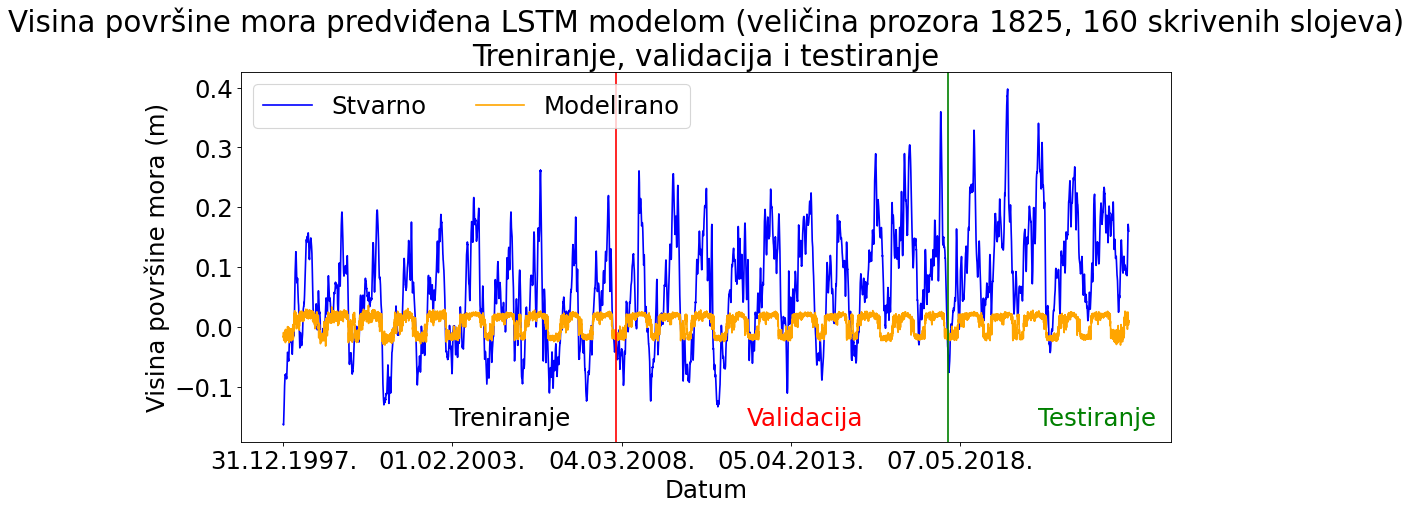 Visina površine mora predviđena LSTM modelom (veličina prozora 1825, 160 skrivenih slojeva)
Treniranje, validacija i testiranje
Stvarno
Modelirano
Visina površine mora (m)
0.4
0.3
0.2
0.1
0.0
−0.1
Treniranje
Validacija
Testiranje
31.12.1997.
01.02.2003.
04.03.2008.
05.04.2013.
07.05.2018.
Datum